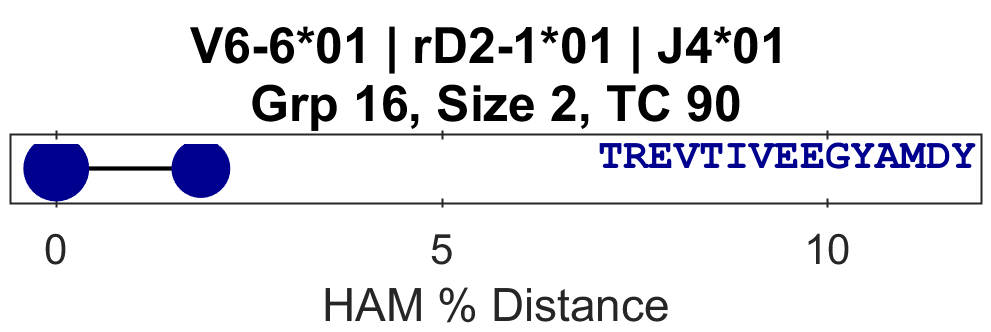 V6-6*01 | rD2-1*01 | J4*01
Grp 16, Size 2, TC 90
TREVTIVEEGYAMDY
0 5 10
HAM % Distance